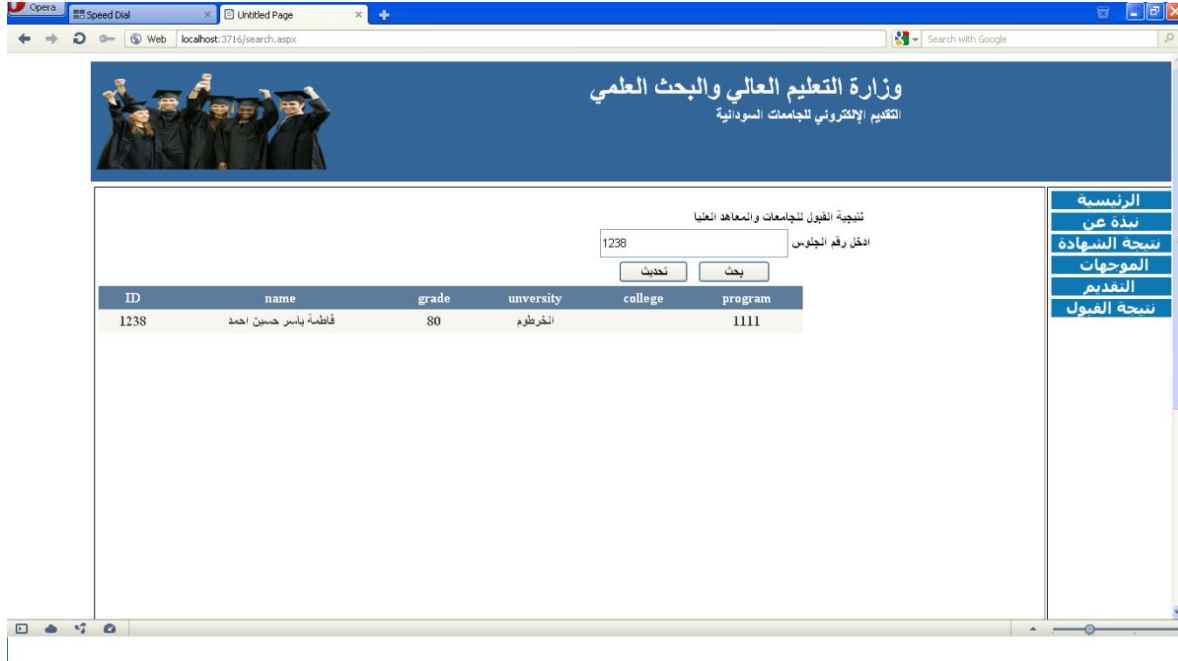 Opera
Speed Dial
Untitled Page
Web
localhost:3716/search.aspx
Search with Google
وزارة التعليم العالي والبحث العلمي
التقديم الإلكتروني للجامعات السودانية
الرئيسية
نبذة عن
نتيجة الشهادة
الموجهات
التقديم
نتيجة القبول
نتيجية القبول للجامعات والمعاهد العليا
ادخل رقم الجلوس 1238
بحث تحديث
ID name grade unversity college program
1238 فاطمة ياسر حسين احمد 80 الخرطوم 1111